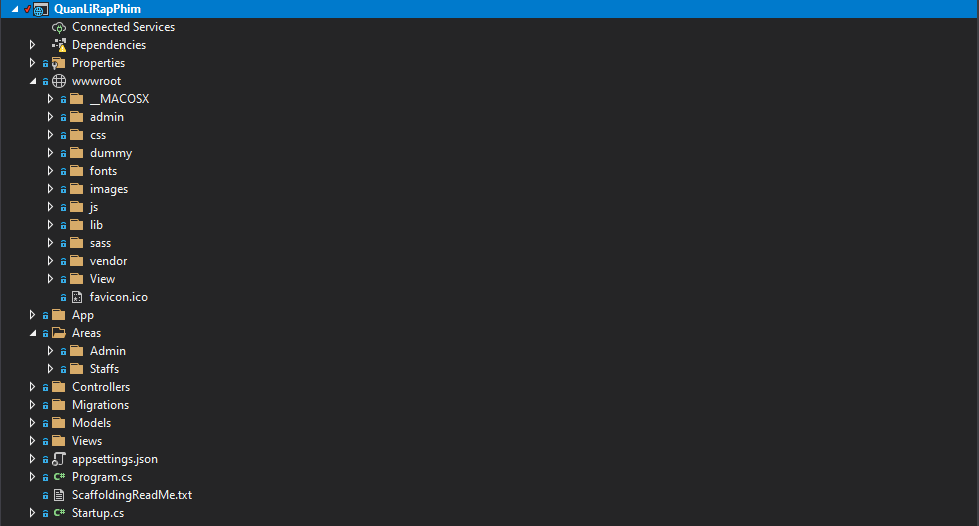 QuanLiRapPhim
Connected Services
Dependencies
Properties
wwwroot
__MACOSX
admin
css
dummy
fonts
images
js
lib
sass
vendor
View
favicon.ico
App
Areas
Admin
Staffs
Controllers
Migrations
Models
Views
appsettings.json
C# Program.cs
ScaffoldingReadMe.txt
C# Startup.cs